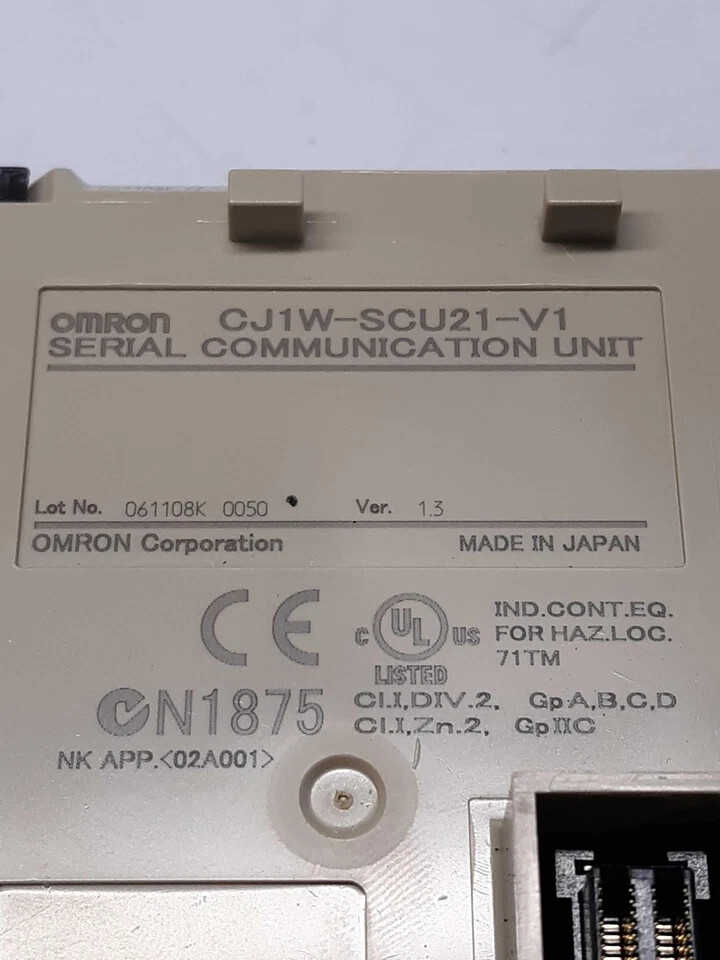 OMRON CJ1W-SCU21-V1
SERIAL COMMUNICATION UNIT
Lot No. 061108K 0050 Ver. 1.3
OMRON Corporation MADE IN JAPAN
CE C UL US LISTED
IND.CONT.EQ.
FOR HAZ.LOC.
71TM
N1875
Cl.I,DIV.2, Gp A,B,C,D
Cl.I,Zn.2, Gp IIC
NK APP.<02A001>